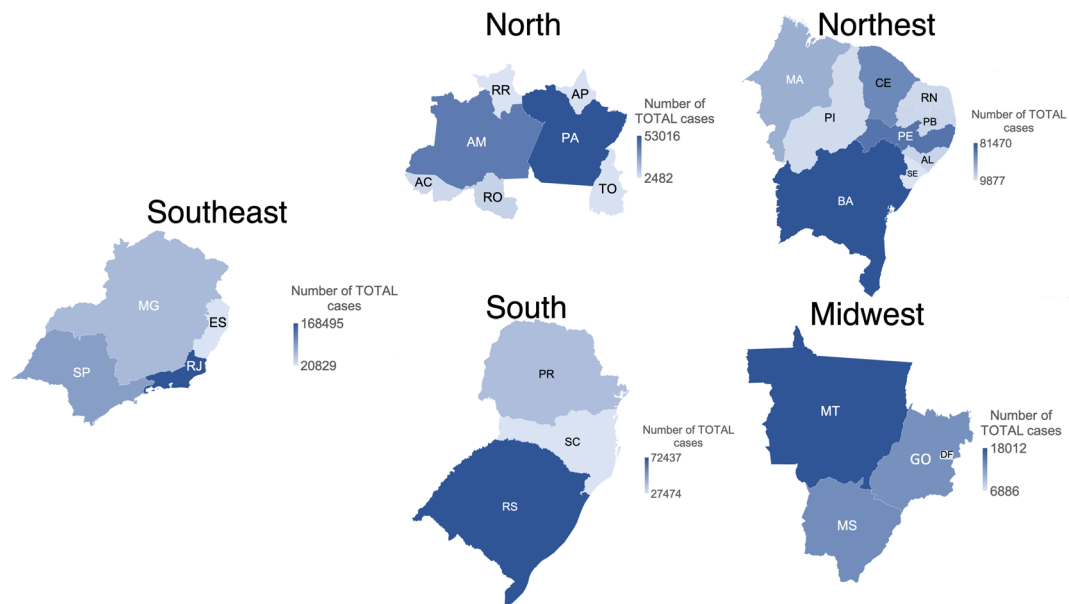 North
RR
AP
AM
PA
AC
RO
TO
Number of
TOTAL cases
53016
2482
Northest
MA
CE
RN
PI
PB
PE
AL
SE
BA
Number of TOTAL
cases
81470
9877
Southeast
MG
ES
SP
RJ
Number of TOTAL
cases
168495
20829
South
PR
SC
RS
Number of TOTAL
cases
72437
27474
Midwest
MT
GO
DF
MS
Number of
TOTAL cases
18012
6886